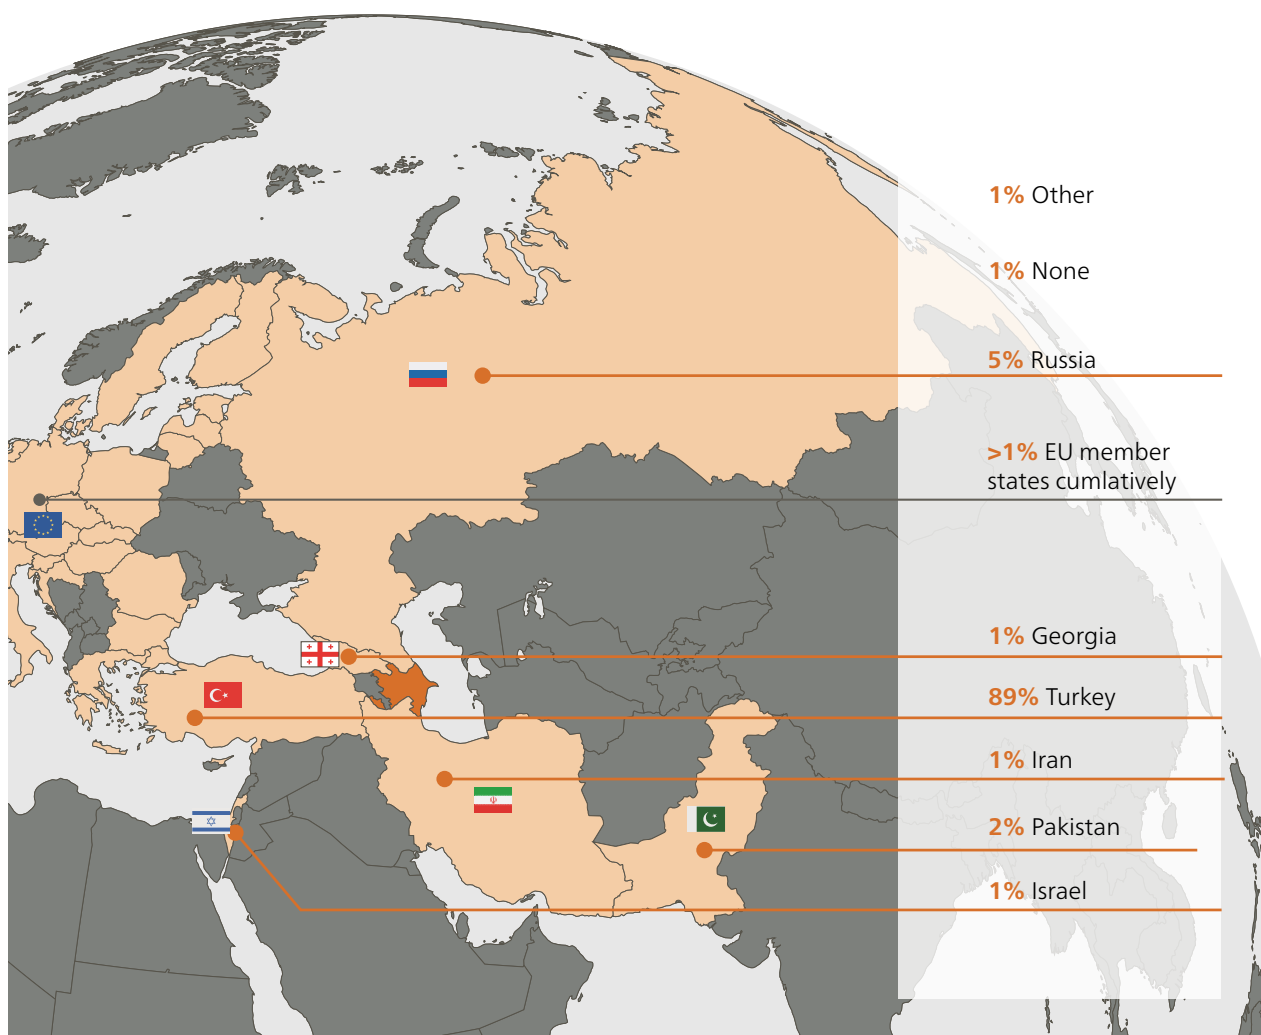 1% Other
1% None
5% Russia
>1% EU member
states cumlatively
1% Georgia
89% Turkey
1% Iran
2% Pakistan
1% Israel